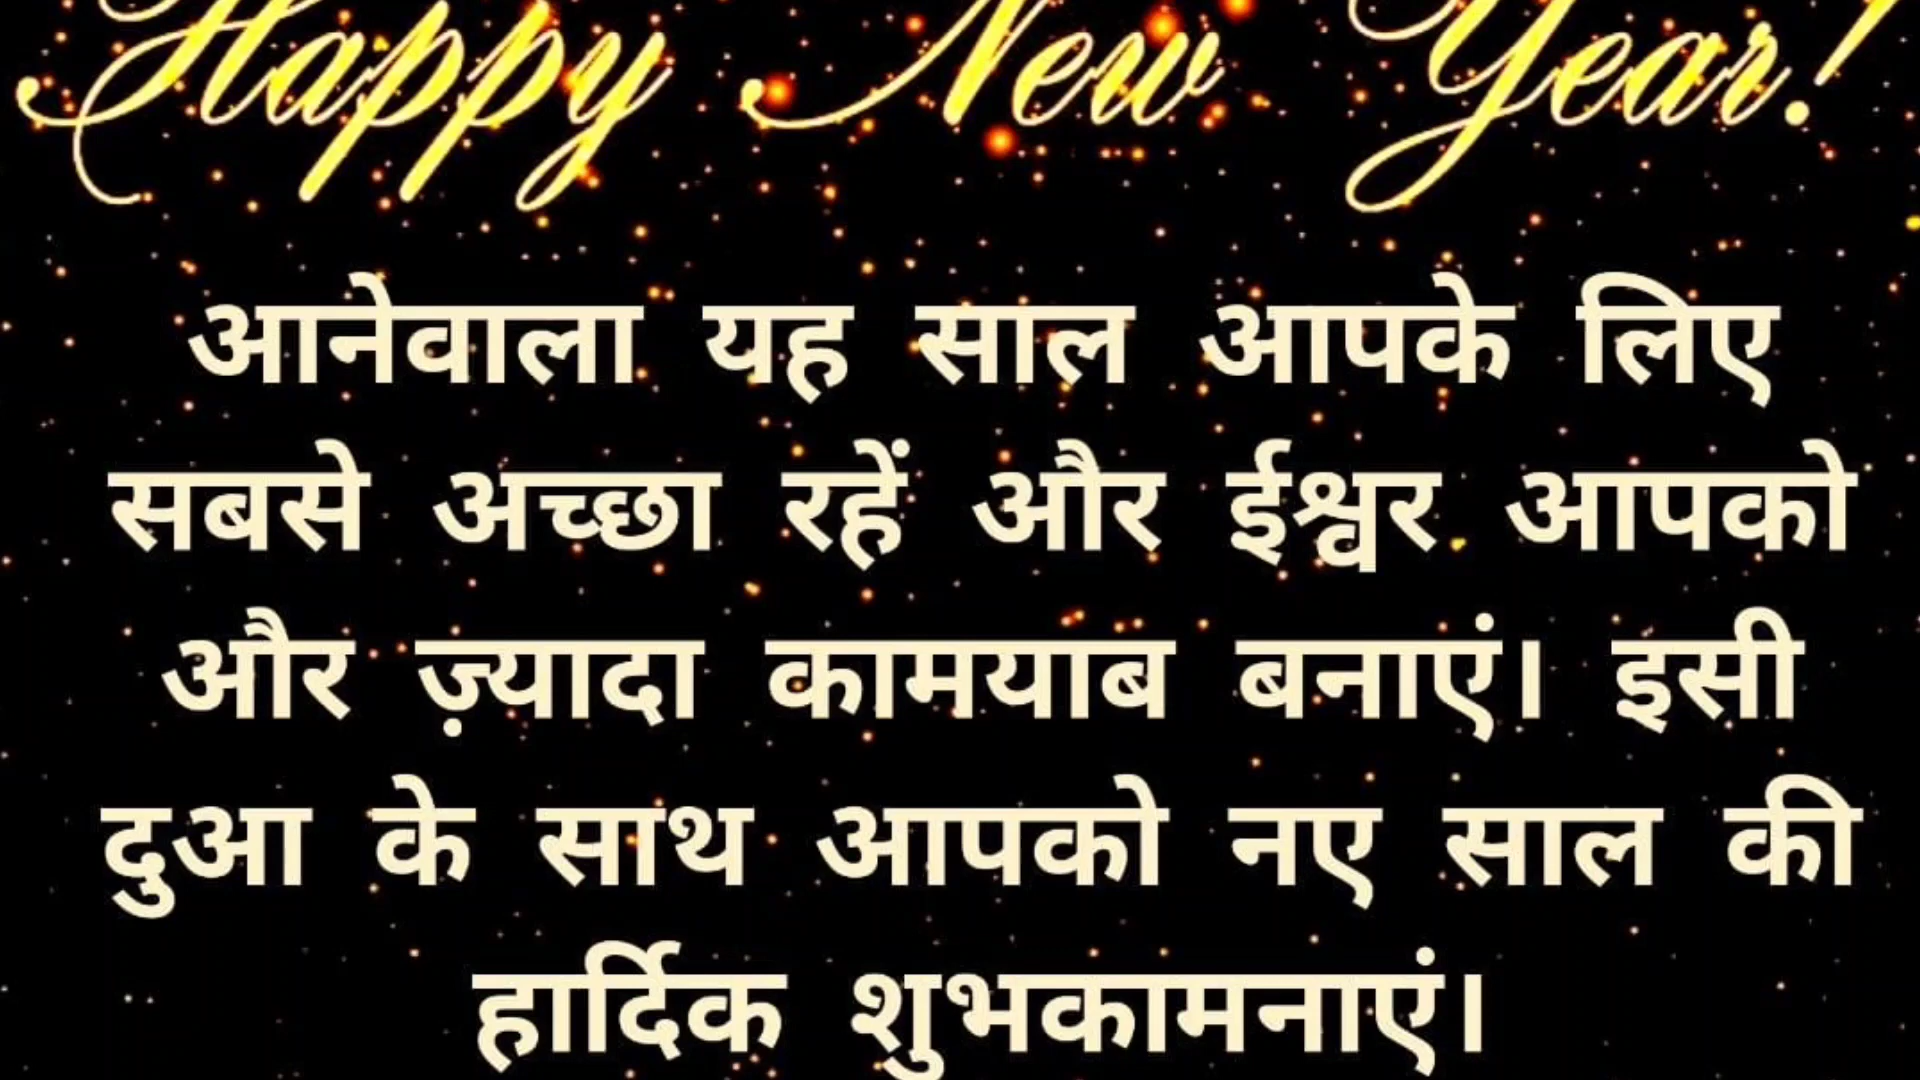 Happy New Year!
आनेवाला यह साल आपके लिए
सबसे अच्छा रहें और ईश्वर आपको
और ज़्यादा कामयाब बनाएं। इसी
दुआ के साथ आपको नए साल की
हार्दिक शुभकामनाएं।